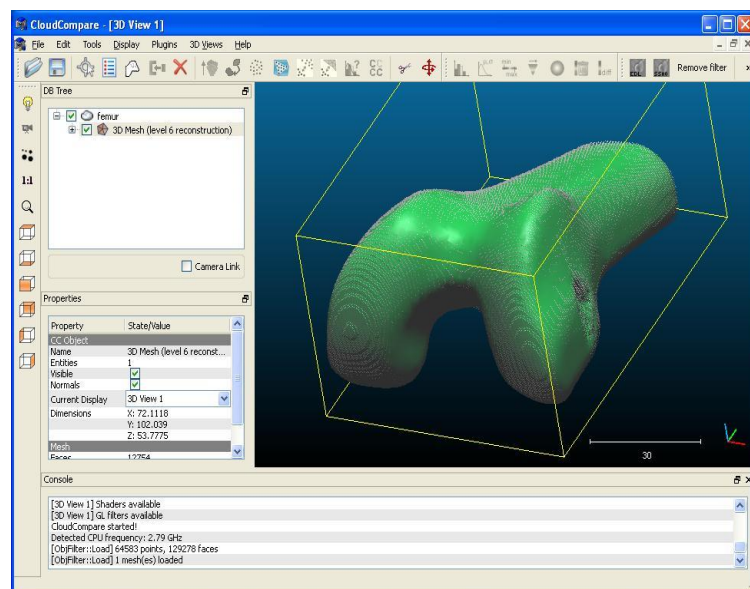 CloudCompare - [3D View 1]
File Edit Tools Display Plugins 3D Views Help
Remove filter
DB Tree
femur
3D Mesh (level 6 reconstruction)
1:1
Camera Link
Properties
Property State/Value
CC Object
Name 3D Mesh (level 6 reconst...
Entities 1
Visible
Normals
Current Display 3D View 1
Dimensions X: 72.1118
Y: 102.039
Z: 53.7775
Mesh
Faces 12754
30
Console
[3D View 1] Shaders available
[3D View 1] GL filters available
CloudCompare started!
Detected CPU frequency: 2.79 GHz
[ObjFilter::Load] 64583 points, 129278 faces
[ObjFilter::Load] 1 mesh(es) loaded